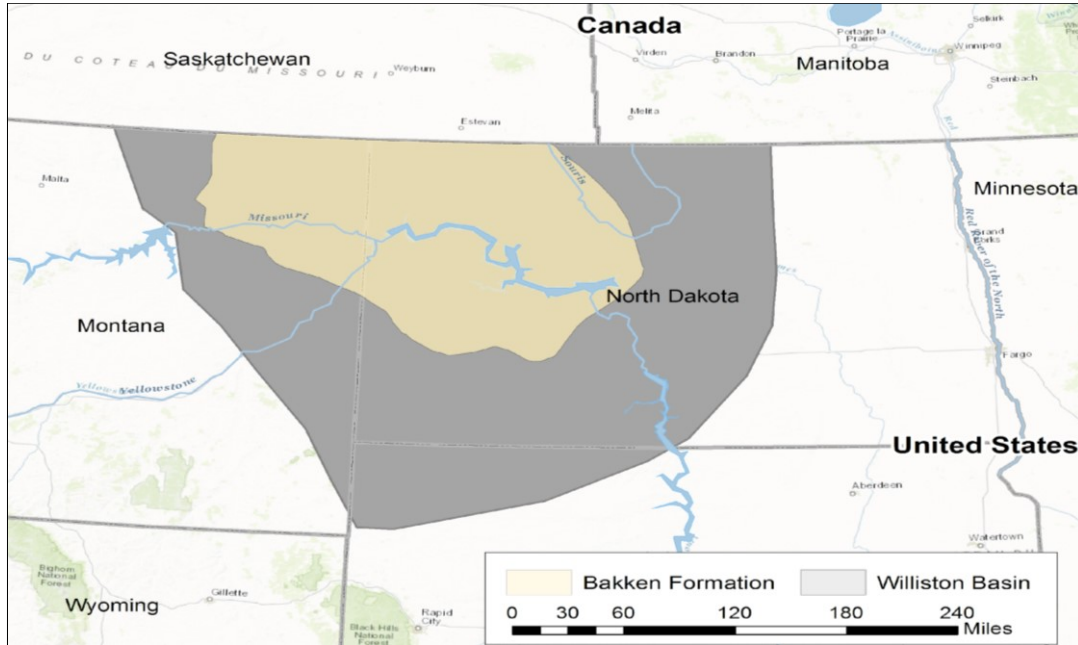 Canada
Selkirk
Portage la
Prairie
Assiniboine
Winnipeg
Virden
Brandon
Manitoba
Saskatchewan
DU COTEAU DU MISSOURI
Weyburn
Steinbach
Melita
Estevan
Red
Souris
Malta
Minnesota
Missouri
Grand
Forks
Red River of the North
North Dakota
Montana
Fargo
Yellowstone
United States
Aberdeen
Watertown
Bighorn
National
Forest
Wyoming
Gillette
Rapid
City
Black Hills
National
Forest
Bakken Formation
Williston Basin
0 30 60 120 180 240
Miles